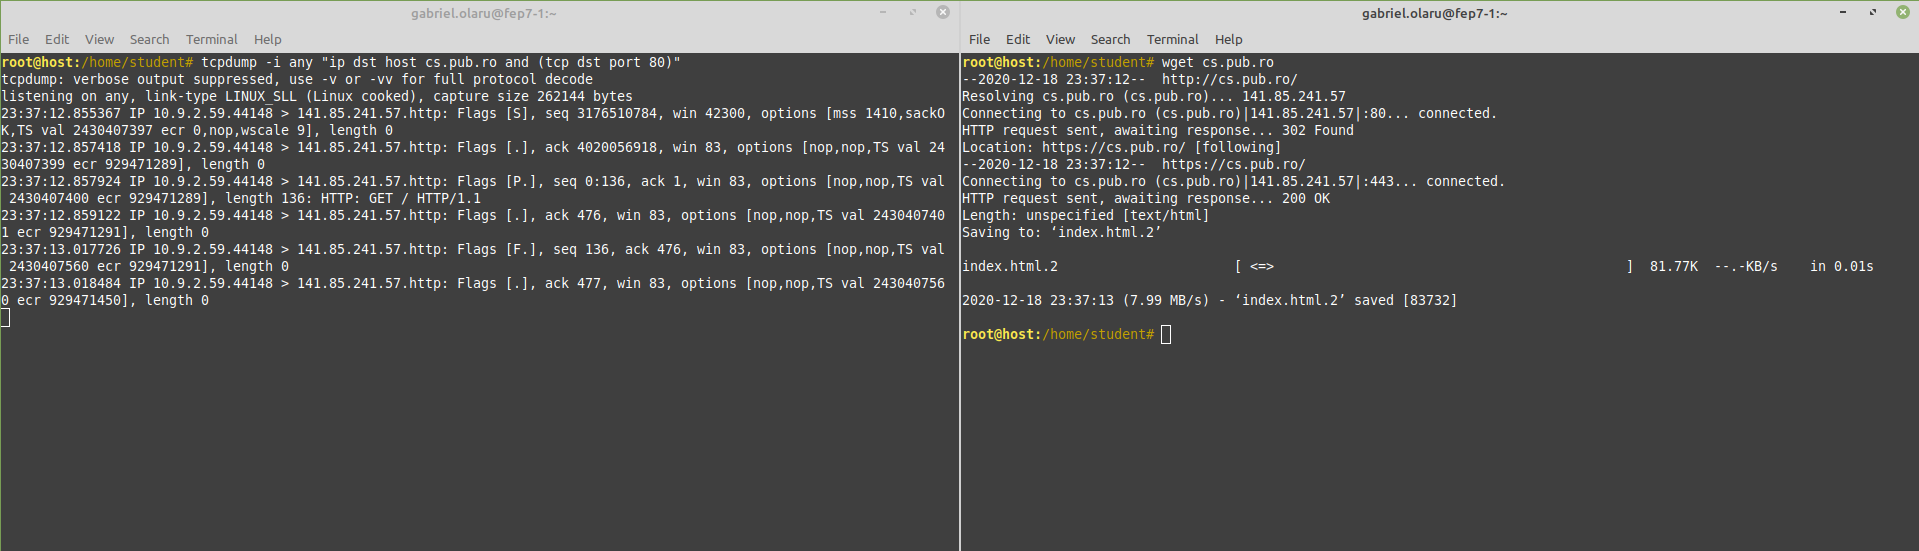 gabriel.olaru@fep7-1:~
File Edit View Search Terminal Help
root@host:/home/student# tcpdump -i any "ip dst host cs.pub.ro and (tcp dst port 80)"
tcpdump: verbose output suppressed, use -v or -vv for full protocol decode
listening on any, link-type LINUX_SLL (Linux cooked), capture size 262144 bytes
23:37:12.855367 IP 10.9.2.59.44148 > 141.85.241.57.http: Flags [S], seq 3176510784, win 42300, options [mss 1410,sackO
K,TS val 2430407397 ecr 0,nop,wscale 9], length 0
23:37:12.857418 IP 10.9.2.59.44148 > 141.85.241.57.http: Flags [.], ack 4020056918, win 83, options [nop,nop,TS val 24
30407399 ecr 929471289], length 0
23:37:12.857924 IP 10.9.2.59.44148 > 141.85.241.57.http: Flags [P.], seq 0:136, ack 1, win 83, options [nop,nop,TS val
 2430407400 ecr 929471289], length 136: HTTP: GET / HTTP/1.1
23:37:12.859122 IP 10.9.2.59.44148 > 141.85.241.57.http: Flags [.], ack 476, win 83, options [nop,nop,TS val 243040740
1 ecr 929471291], length 0
23:37:13.017726 IP 10.9.2.59.44148 > 141.85.241.57.http: Flags [F.], seq 136, ack 476, win 83, options [nop,nop,TS val
 2430407560 ecr 929471291], length 0
23:37:13.018484 IP 10.9.2.59.44148 > 141.85.241.57.http: Flags [.], ack 477, win 83, options [nop,nop,TS val 243040756
0 ecr 929471450], length 0
gabriel.olaru@fep7-1:~
File Edit View Search Terminal Help
root@host:/home/student# wget cs.pub.ro
--2020-12-18 23:37:12--  http://cs.pub.ro/
Resolving cs.pub.ro (cs.pub.ro)... 141.85.241.57
Connecting to cs.pub.ro (cs.pub.ro)|141.85.241.57|:80... connected.
HTTP request sent, awaiting response... 302 Found
Location: https://cs.pub.ro/ [following]
--2020-12-18 23:37:12--  https://cs.pub.ro/
Connecting to cs.pub.ro (cs.pub.ro)|141.85.241.57|:443... connected.
HTTP request sent, awaiting response... 200 OK
Length: unspecified [text/html]
Saving to: ‘index.html.2’
index.html.2 [ <=> ] 81.77K --.-KB/s in 0.01s
2020-12-18 23:37:13 (7.99 MB/s) - ‘index.html.2’ saved [83732]
root@host:/home/student#